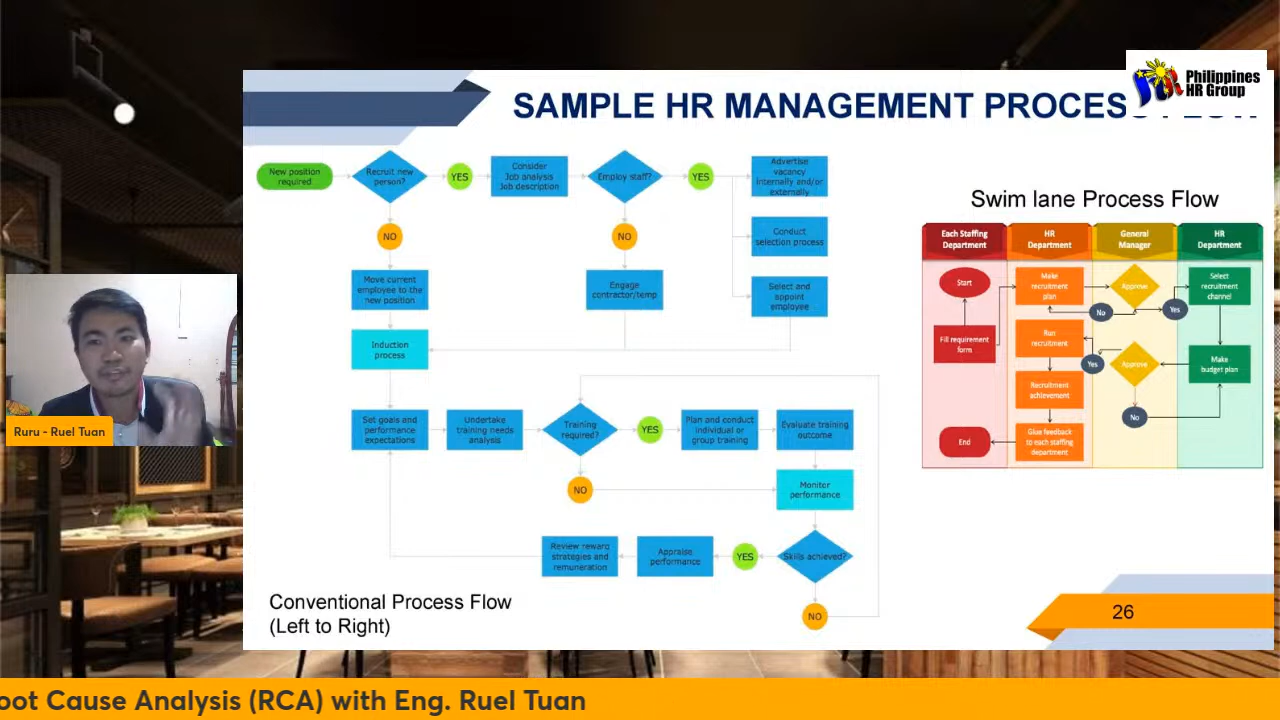 SAMPLE HR MANAGEMENT PROCESS
Philippines
HR Group
New position
required
Recruit new
person?
YES
Consider
Job analysis
Job description
Employ staff?
YES
Advertise
vacancy
internally and/or
externally
NO
NO
Conduct
selection process
Move current
employee to the
new position
Engage
contractor/temp
Select and
appoint
employee
Induction
process
Set goals and
performance
expectations
Undertake
training needs
analysis
Training
required?
YES
Plan and conduct
individual or
group training
Evaluate training
outcome
NO
Monitor
performance
Review reward
strategies and
remuneration
Appraise
performance
YES
Skills achieved?
NO
Conventional Process Flow
(Left to Right)
Swim lane Process Flow
Each Staffing
Department
HR
Department
General
Manager
HR
Department
Start
Make
recruitment
plan
Approve
Select
recruitment
channel
No
Yes
Fill requirement
form
Run
recruitment
Yes
Approve
Make
budget plan
Recruitment
achievement
No
End
Give feedback
to each staffing
department
26
Ruru - Ruel Tuan
oot Cause Analysis (RCA) with Eng. Ruel Tuan